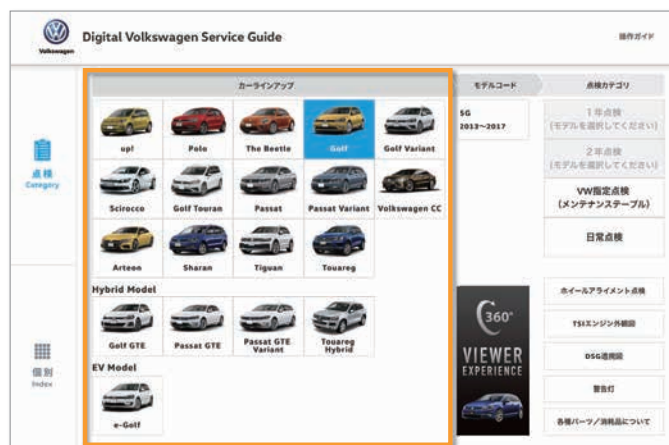 Volkswagen
Digital Volkswagen Service Guide
操作ガイド
点検
Category
個別
Index
カーラインアップ
up!
Polo
The Beetle
Golf
Golf Variant
Scirocco
Golf Touran
Passat
Passat Variant
Volkswagen CC
Arteon
Sharan
Tiguan
Touareg
Hybrid Model
Golf GTE
Passat GTE
Passat GTE
Variant
Touareg
Hybrid
EV Model
e-Golf
モデルコード
5G
2013~2017
360°
VIEWER
EXPERIENCE
点検カテゴリ
1年点検
(モデルを選択してください)
2年点検
(モデルを選択してください)
VW指定点検
(メンテナンステーブル)
日常点検
ホイールアライメント点検
TSIエンジン外観図
DSG透視図
警告灯
各種パーツ/消耗品について